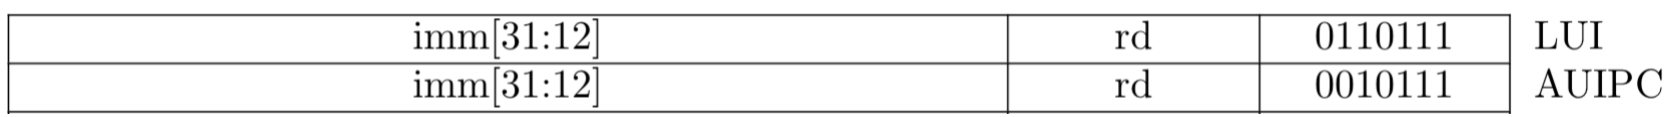 imm[31:12] rd 0110111 LUI
imm[31:12] rd 0010111 AUIPC